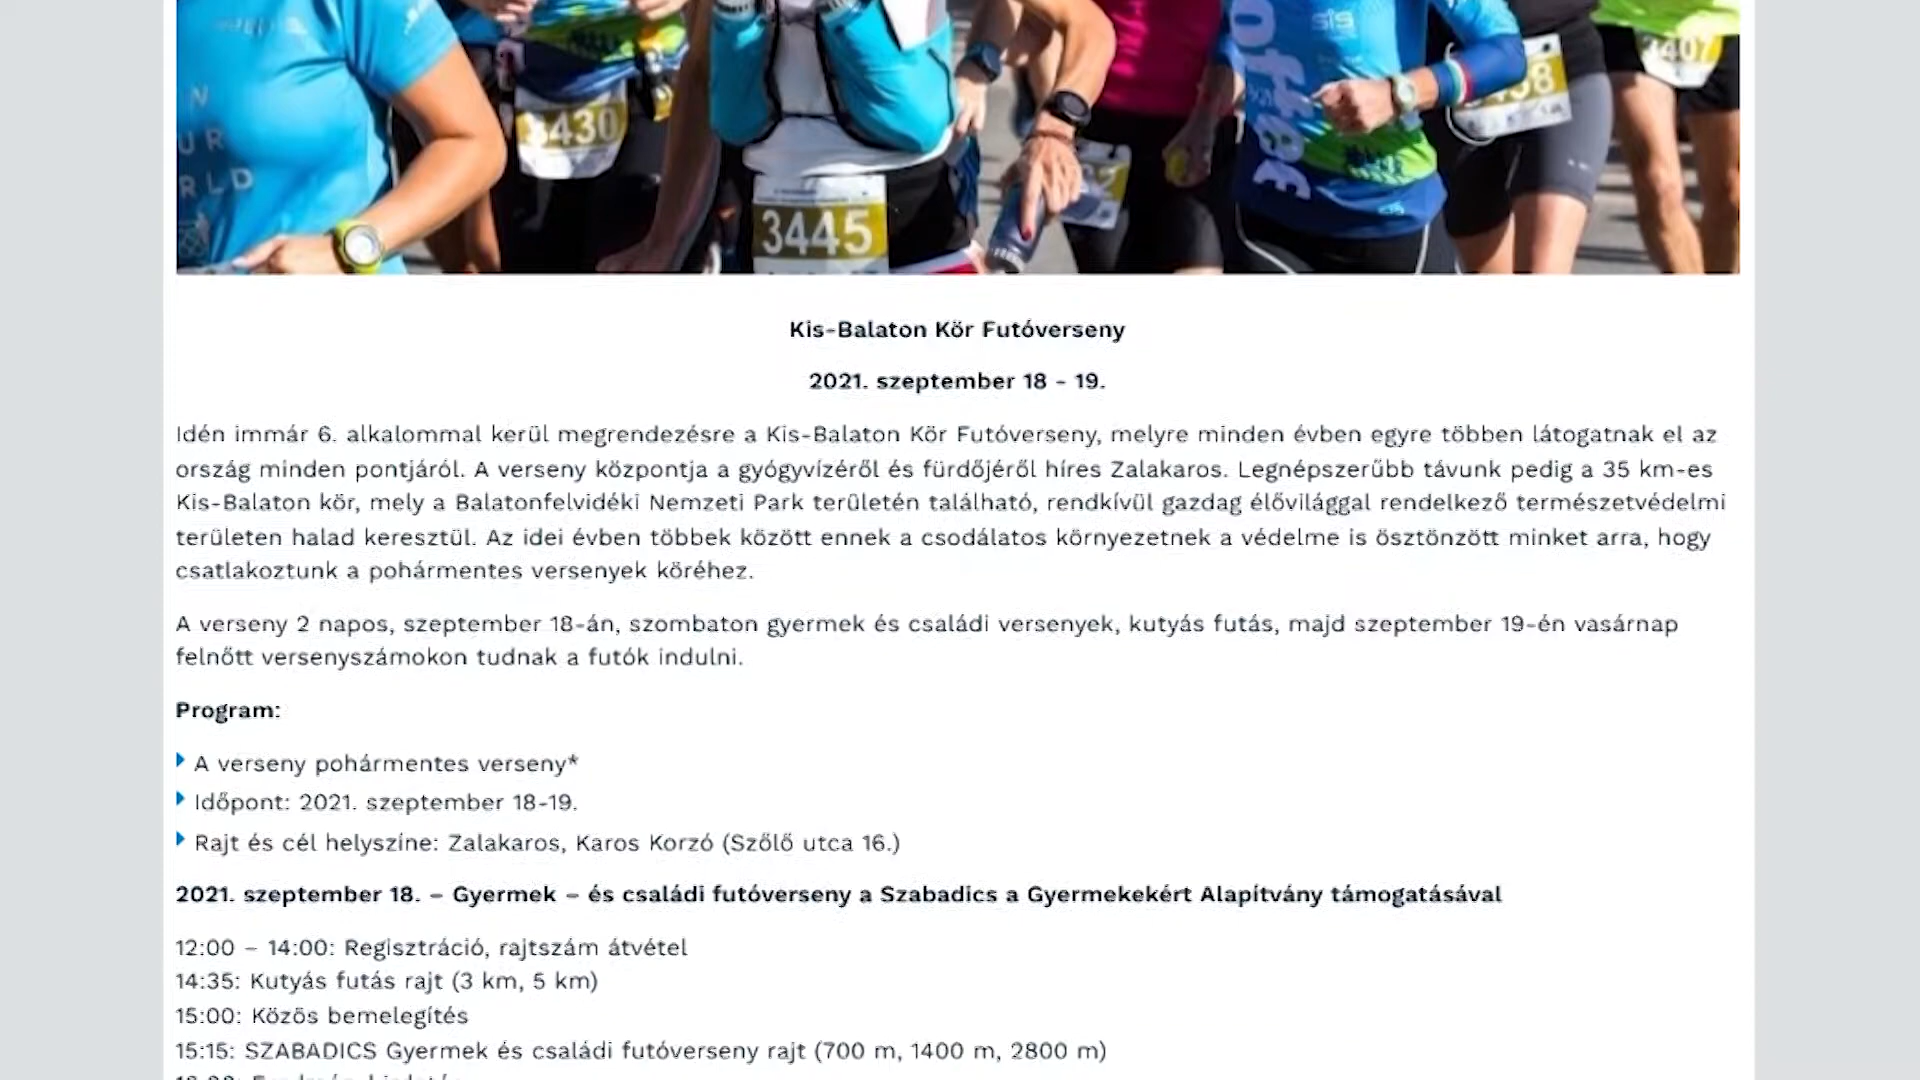 N
UR
RLD
3430
3445
SiS
3407
Kis-Balaton Kör Futóverseny
2021. szeptember 18 - 19.
Idén immár 6. alkalommal kerül megrendezésre a Kis-Balaton Kör Futóverseny, melyre minden évben egyre többen látogatnak el az
ország minden pontjáról. A verseny központja a gyógyvízéről és fürdőjéről híres Zalakaros. Legnépszerűbb távunk pedig a 35 km-es
Kis-Balaton kör, mely a Balatonfelvidéki Nemzeti Park területén található, rendkívül gazdag élővilággal rendelkező természetvédelmi
területen halad keresztül. Az idei évben többek között ennek a csodálatos környezetnek a védelme is ösztönzött minket arra, hogy
csatlakoztunk a pohármentes versenyek köréhez.
A verseny 2 napos, szeptember 18-án, szombaton gyermek és családi versenyek, kutyás futás, majd szeptember 19-én vasárnap
felnőtt versenyszámokon tudnak a futók indulni.
Program:
A verseny pohármentes verseny*
Időpont: 2021. szeptember 18-19.
Rajt és cél helyszíne: Zalakaros, Karos Korzó (Szőlő utca 16.)
2021. szeptember 18. – Gyermek – és családi futóverseny a Szabadics a Gyermekekért Alapítvány támogatásával
12:00 – 14:00: Regisztráció, rajtszám átvétel
14:35: Kutyás futás rajt (3 km, 5 km)
15:00: Közös bemelegítés
15:15: SZABADICS Gyermek és családi futóverseny rajt (700 m, 1400 m, 2800 m)